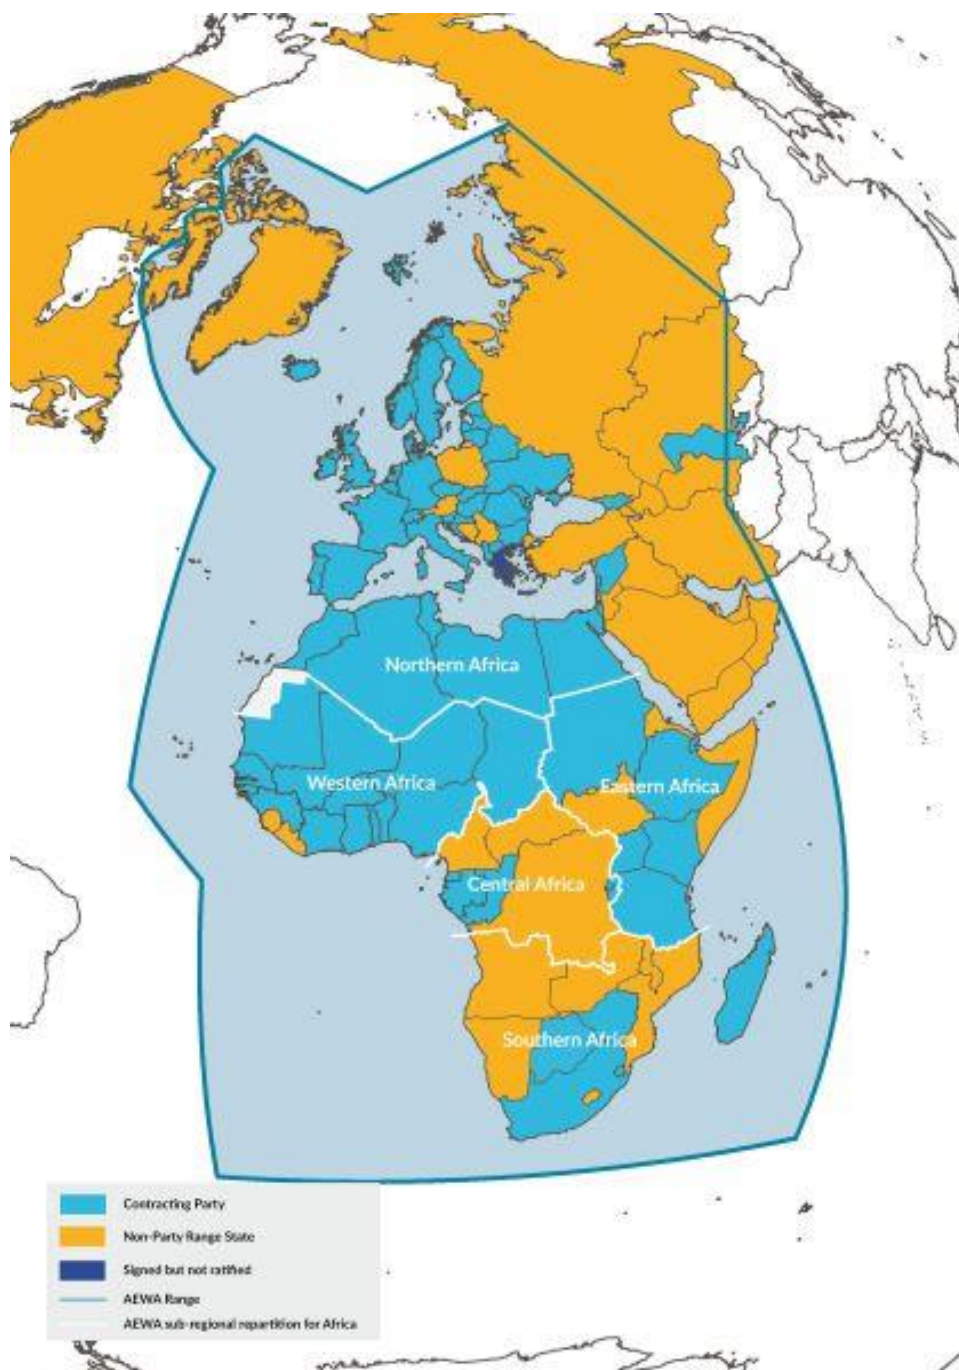 Northern Africa
Western Africa
Eastern Africa
Central Africa
Southern Africa
Contracting Party
Non-Party Range State
Signed but not ratified
AEWA Range
AEWA sub-regional repartition for Africa